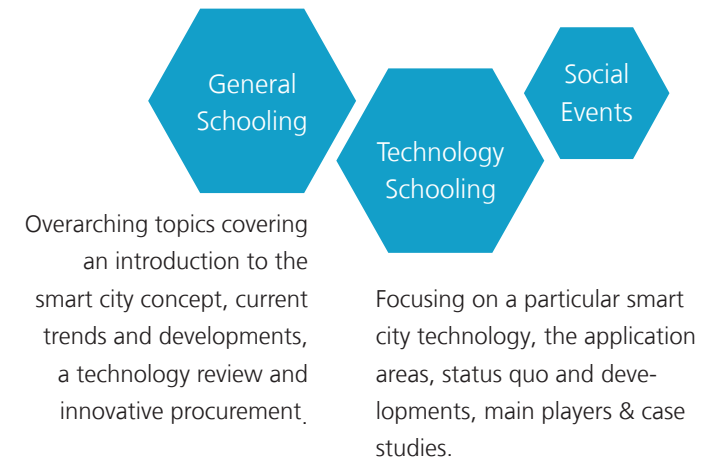 General
Schooling
Technology
Schooling
Social
Events
Overarching topics covering
an introduction to the
smart city concept, current
trends and developments,
a technology review and
innovative procurement.
Focusing on a particular smart
city technology, the application
areas, status quo and deve-
lopments, main players & case
studies.